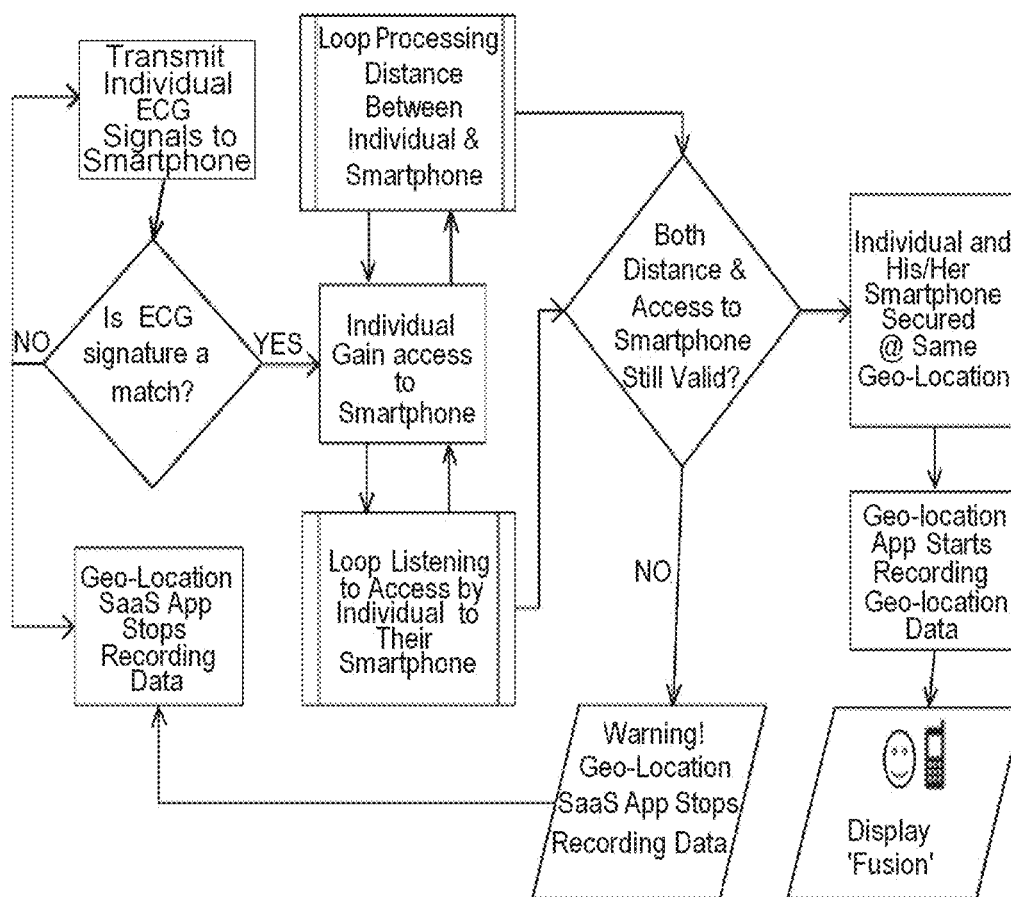 Transmit
Individual
ECG
Signals to
Smartphone
Loop Processing
Distance
Between
Individual &
Smartphone
Is ECG
signature a
match?
NO
YES
Individual
Gain access
to
Smartphone
Both
Distance &
Access to
Smartphone
Still Valid?
Individual and
His/Her
Smartphone
Secured
@ Same
Geo-Location
Geo-Location
SaaS App
Stops
Recording
Data
Loop Listening
to Access by
Individual to
Their
Smartphone
NO
Geo-location
App Starts
Recording
Geo-location
Data
Warning!
Geo-Location
SaaS App Stops
Recording Data
Display
'Fusion'